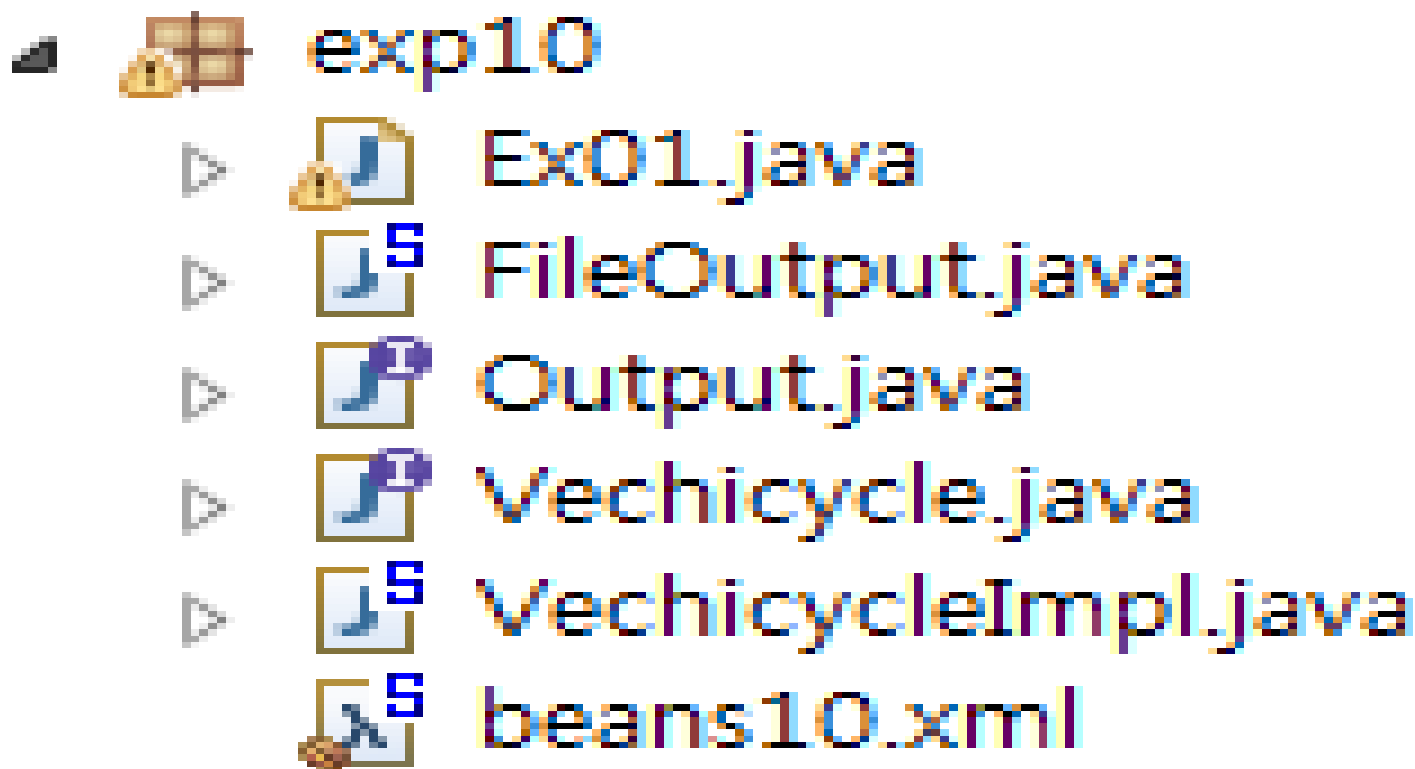 exp10
Ex01.java
FileOutput.java
Output.java
Vechicycle.java
VechicycleImpl.java
beans10.xml